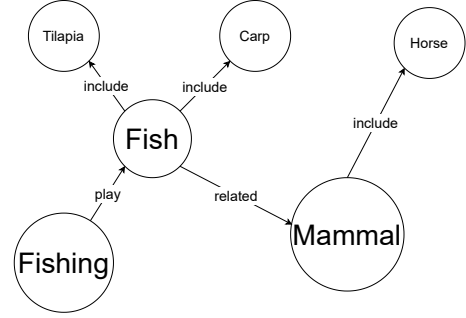 Tilapia
Carp
Horse
include
include
include
Fish
play
related
Fishing
Mammal